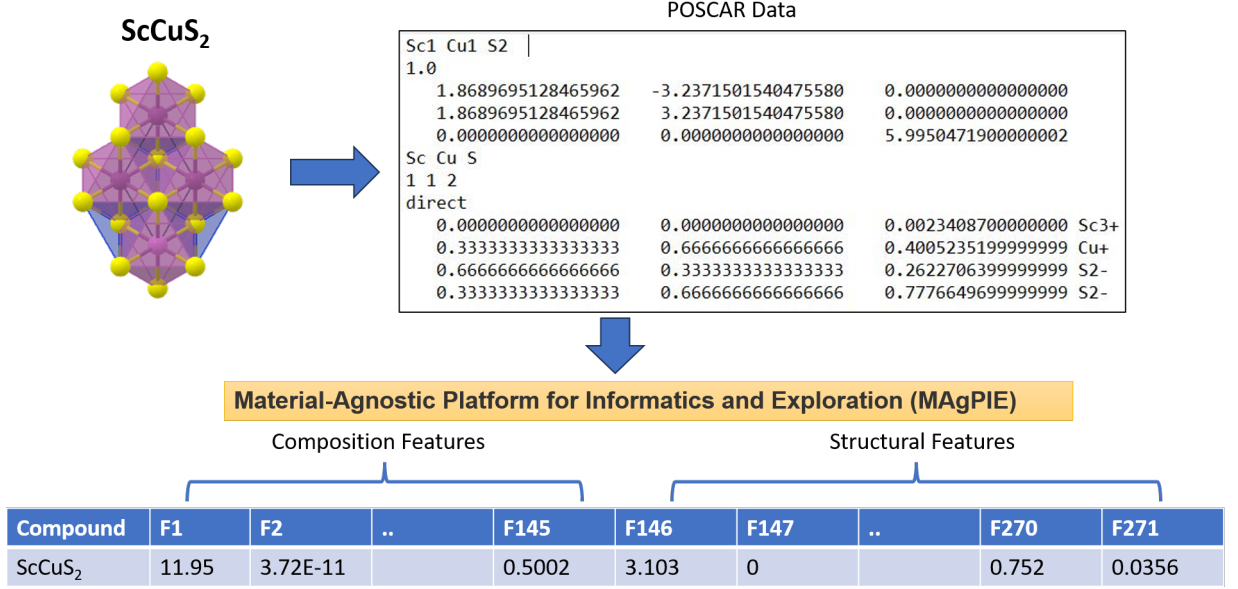 ScCuS₂
POSCAR Data
Sc1 Cu1 S2
1.0
1.8689695128465962 -3.2371501540475580 0.0000000000000000
1.8689695128465962 3.2371501540475580 0.0000000000000000
0.0000000000000000 0.0000000000000000 5.9950471900000002
Sc Cu S
1 1 2
direct
0.0000000000000000 0.0000000000000000 0.0023408700000000 Sc3+
0.3333333333333333 0.6666666666666666 0.4005235199999999 Cu+
0.6666666666666666 0.3333333333333333 0.2622706399999999 S2-
0.3333333333333333 0.6666666666666666 0.7776649699999999 S2-
Material-Agnostic Platform for Informatics and Exploration (MAgPIE)
Composition Features Structural Features
Compound F1 F2 .. F145 F146 F147 .. F270 F271
ScCuS₂ 11.95 3.72E-11 0.5002 3.103 0 0.752 0.0356